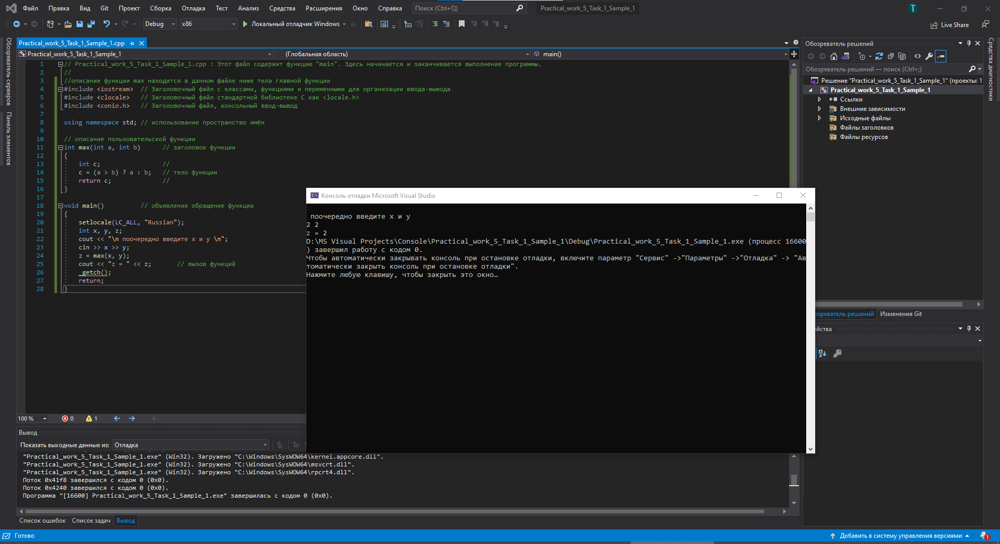 Файл Правка Вид Git Проект Сборка Отладка Тест Анализ Средства Расширения Окно Справка Поиск (Ctrl+Q) Practical_work_5_Task_1_Sample_1 T
Debug x86 Локальный отладчик Windows Live Share
Обозреватель серверов
Панель элементов
Practical_work_5_Task_1_Sample_1.cpp
Practical_work_5_Task_1_Sample_1 (Глобальная область) main()
1 // Practical_work_5_Task_1_Sample_1.cpp : Этот файл содержит функцию "main". Здесь начинается и заканчивается выполнение программы.
2 //
3 //описание функции max находится в данном файле ниже тела главной функции
4 #include <iostream> // Заголовочный файл с классами, функциями и переменными для организации ввода-вывода
5 #include <clocale> // Заголовочный файл стандартной библиотеке C как <locale.h>
6 #include <conio.h> // Заголовочный файл, консольный ввод-вывод
7
8 using namespace std; // использование пространство имён
9
10 // описание пользовательской функции
11 int max(int a, int b) // заголовок функции
12 {
13 int c; //
14 c = (a > b) ? a : b; // тело функции
15 return c; //
16 }
17
18 void main() // объявление обращение функции
19 {
20 setlocale(LC_ALL, "Russian");
21 int x, y, z;
22 cout << "\n поочередно введите x и y \n";
23 cin >> x >> y;
24 z = max(x, y);
25 cout << "z = " << z; // вызов функций
26 _getch();
27 return;
28 }
Консоль отладки Microsoft Visual Studio
поочередно введите x и y
2 2
z = 2
D:\MS Visual Projects\Console\Practical_work_5_Task_1_Sample_1\Debug\Practical_work_5_Task_1_Sample_1.exe (процесс 16600
) завершил работу с кодом 0.
Чтобы автоматически закрывать консоль при остановке отладки, включите параметр "Сервис" ->"Параметры" ->"Отладка" -> "Ав
томатически закрыть консоль при остановке отладки".
Нажмите любую клавишу, чтобы закрыть это окно…
100 % 0 1
Вывод
Показать выходные данные из: Отладка
"Practical_work_5_Task_1_Sample_1.exe" (Win32). Загружено "C:\Windows\SysWOW64\kernel.appcore.dll".
"Practical_work_5_Task_1_Sample_1.exe" (Win32). Загружено "C:\Windows\SysWOW64\msvcrt.dll".
"Practical_work_5_Task_1_Sample_1.exe" (Win32). Загружено "C:\Windows\SysWOW64\rpcrt4.dll".
Поток 0x41f8 завершился с кодом 0 (0x0).
Поток 0x4240 завершился с кодом 0 (0x0).
Программа "[16600] Practical_work_5_Task_1_Sample_1.exe" завершилась с кодом 0 (0x0).
Список ошибок Список задач Вывод
Обозреватель решений
Обозреватель решений — поиск (Ctrl+;)
Решение "Practical_work_5_Task_1_Sample_1" (проекты: 1
Practical_work_5_Task_1_Sample_1
Ссылки
Внешние зависимости
Исходные файлы
Файлы заголовков
Файлы ресурсов
озреватель решений Изменения Git
йства
Средства диагностики
Готово Добавить в систему управления версиями 1